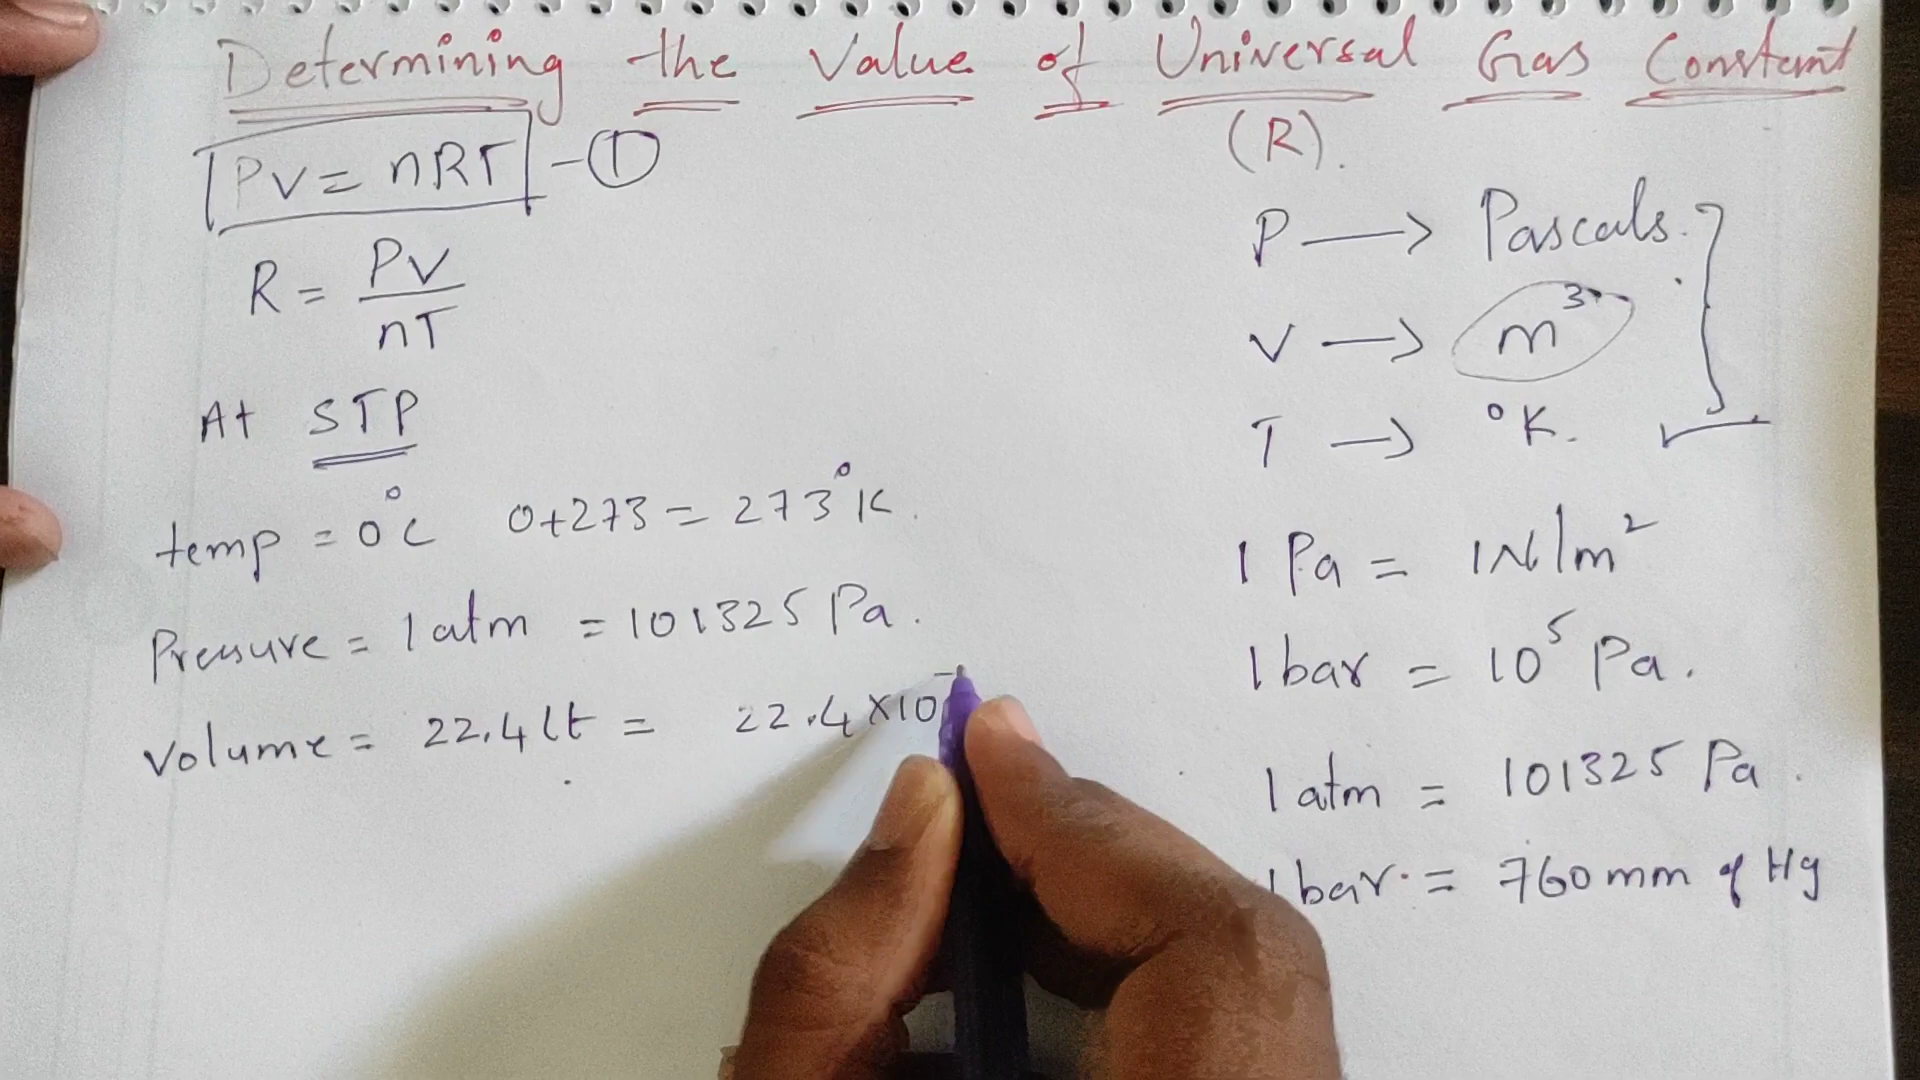 Determining the Value of Universal Gas Constant
(R).
PV = nRT - ①
R = PV
nT
At STP
temp = 0°C 0+273 = 273°K.
Pressure = 1 atm = 101325 Pa.
Volume = 22.4 lt = 22.4 ×10⁻
P → Pascals.
V → m³
T → °K.
1 Pa = 1N/m²
1 bar = 10⁵ Pa.
1 atm = 101325 Pa.
1 bar. = 760 mm of Hg